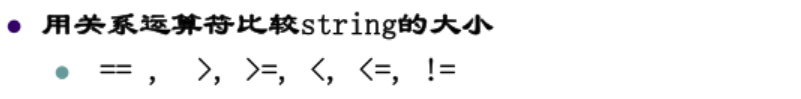 用关系运算符比较string的大小
== , >, >=, <, <=, !=